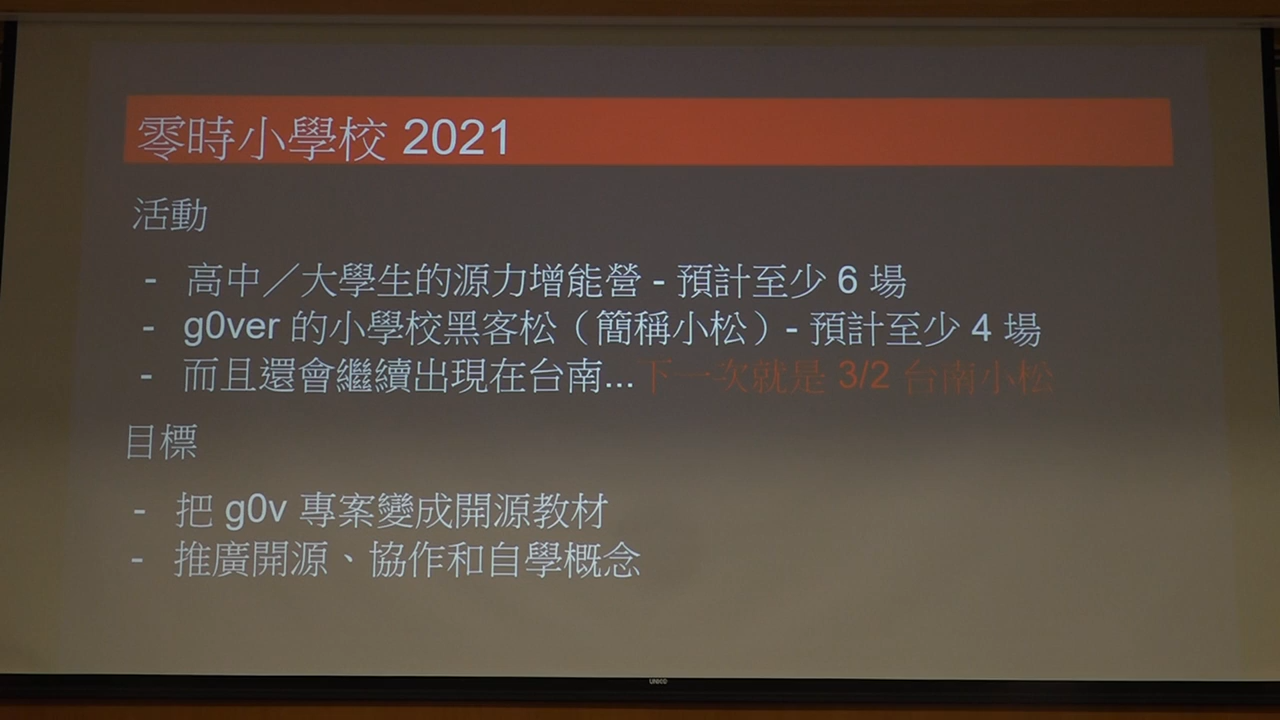 零時小學校 2021
活動
- 高中／大學生的源力增能營 - 預計至少 6 場
- g0ver 的小學校黑客松（簡稱小松）- 預計至少 4 場
- 而且還會繼續出現在台南... 下一次就是 3/2 台南小松
目標
- 把 g0v 專案變成開源教材
- 推廣開源、協作和自學概念